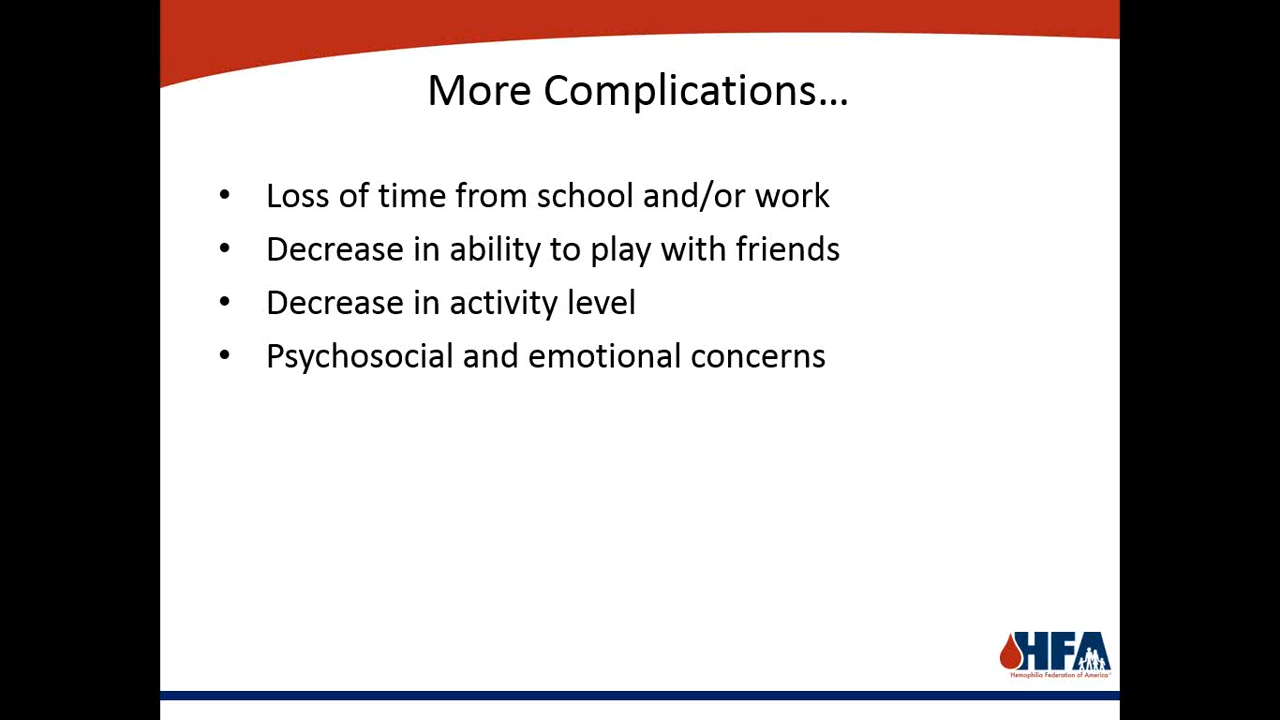 More Complications...
• Loss of time from school and/or work
• Decrease in ability to play with friends
• Decrease in activity level
• Psychosocial and emotional concerns
HFA
Hemophilia Federation of America